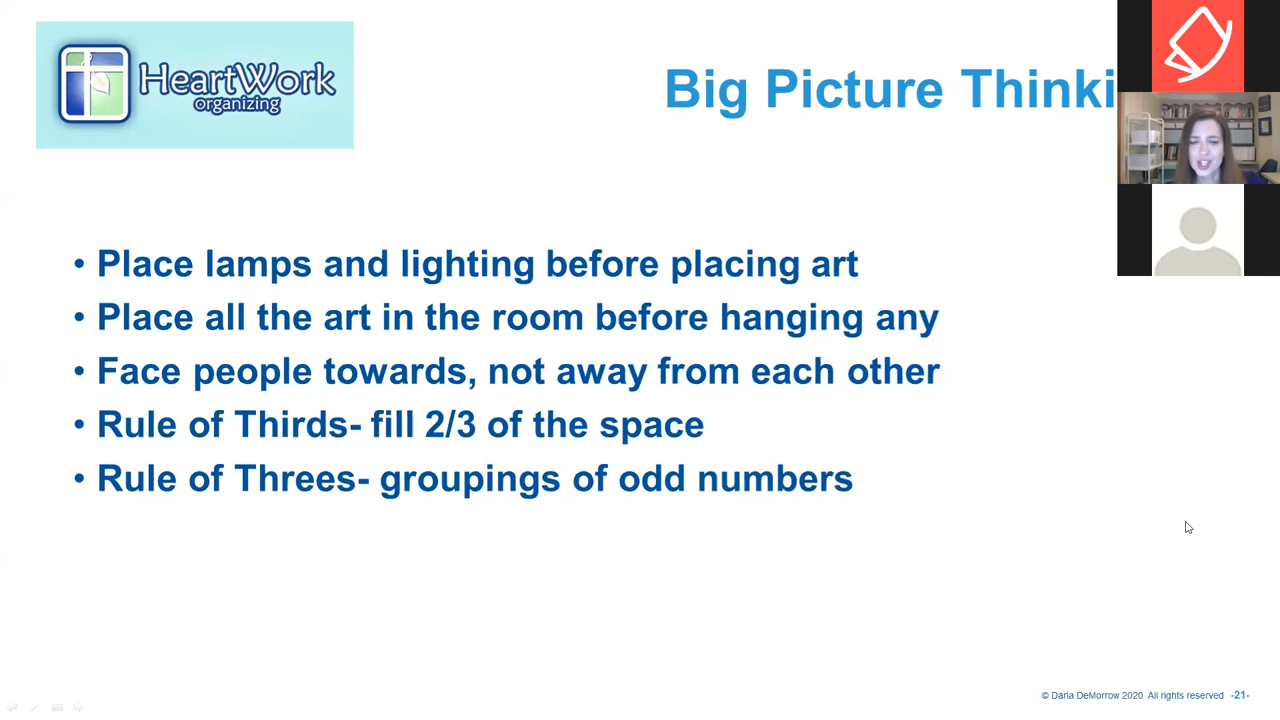 HeartWork
organizing
Big Picture Thinki
• Place lamps and lighting before placing art
• Place all the art in the room before hanging any
• Face people towards, not away from each other
• Rule of Thirds- fill 2/3 of the space
• Rule of Threes- groupings of odd numbers
© Darla DeMorrow 2020 All rights reserved -21-